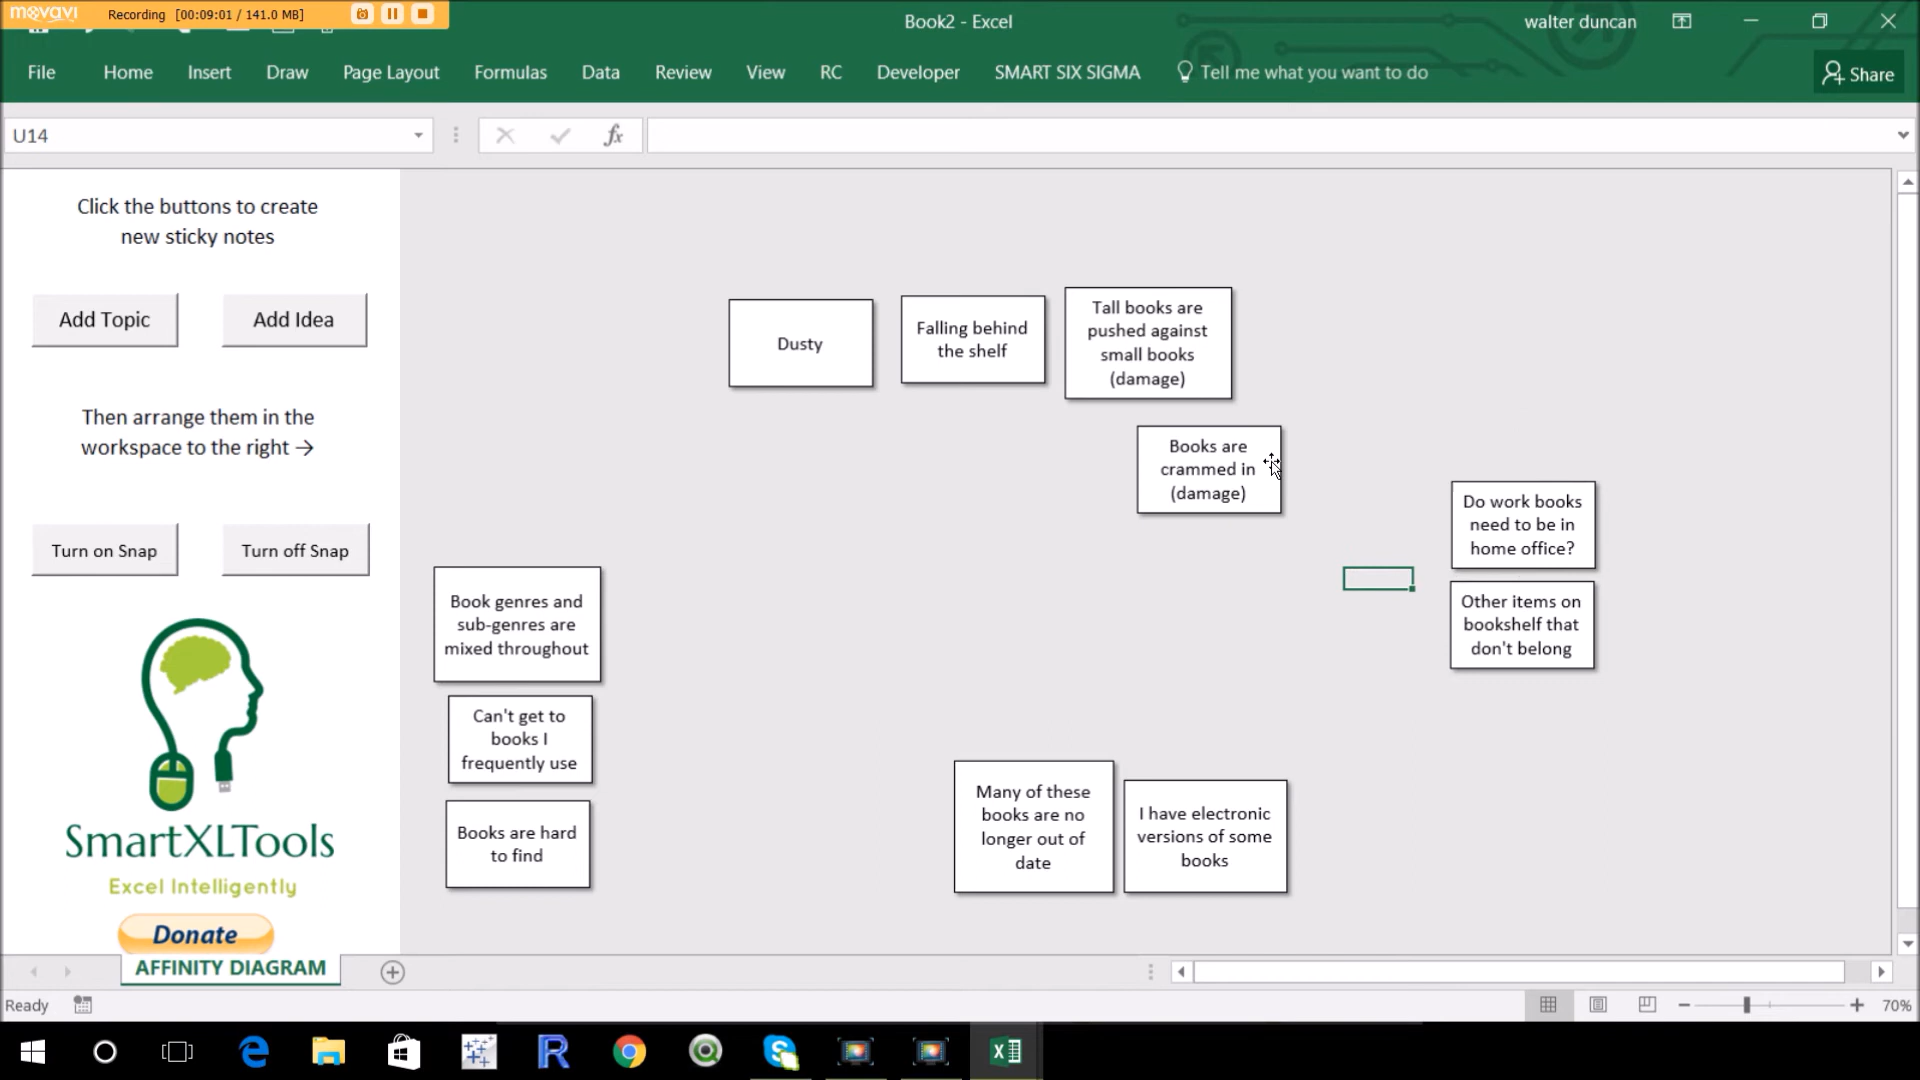 movavi
Recording [00:09:01 / 141.0 MB]
Book2 - Excel
walter duncan
File Home Insert Draw Page Layout Formulas Data Review View RC Developer SMART SIX SIGMA Tell me what you want to do Share
U14
fx
Click the buttons to create
new sticky notes
Add Topic
Add Idea
Then arrange them in the
workspace to the right →
Turn on Snap
Turn off Snap
SmartXLTools
Excel Intelligently
Donate
Dusty
Falling behind
the shelf
Tall books are
pushed against
small books
(damage)
Books are
crammed in
(damage)
Do work books
need to be in
home office?
Other items on
bookshelf that
don't belong
Book genres and
sub-genres are
mixed throughout
Can't get to
books I
frequently use
Books are hard
to find
Many of these
books are no
longer out of
date
I have electronic
versions of some
books
AFFINITY DIAGRAM
Ready
70%